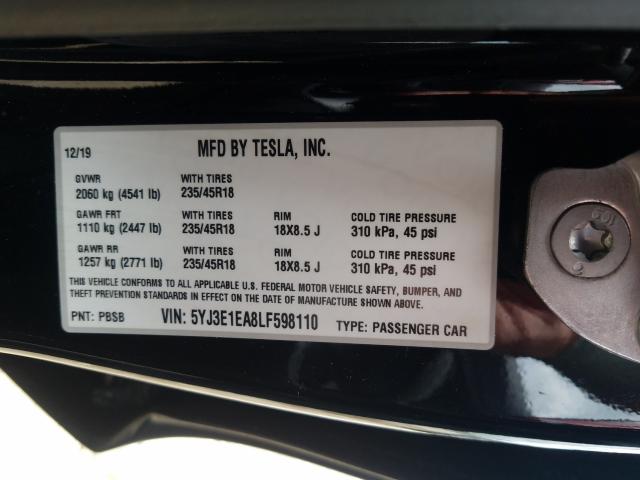 12/19 MFD BY TESLA, INC.
GVWR WITH TIRES
2060 kg (4541 lb) 235/45R18
GAWR FRT WITH TIRES RIM COLD TIRE PRESSURE
1110 kg (2447 lb) 235/45R18 18X8.5 J 310 kPa, 45 psi
GAWR RR WITH TIRES RIM COLD TIRE PRESSURE
1257 kg (2771 lb) 235/45R18 18X8.5 J 310 kPa, 45 psi
THIS VEHICLE CONFORMS TO ALL APPLICABLE U.S. FEDERAL MOTOR VEHICLE SAFETY, BUMPER, AND
THEFT PREVENTION STANDARDS IN EFFECT ON THE DATE OF MANUFACTURE SHOWN ABOVE.
PNT: PBSB VIN: 5YJ3E1EA8LF598110 TYPE: PASSENGER CAR